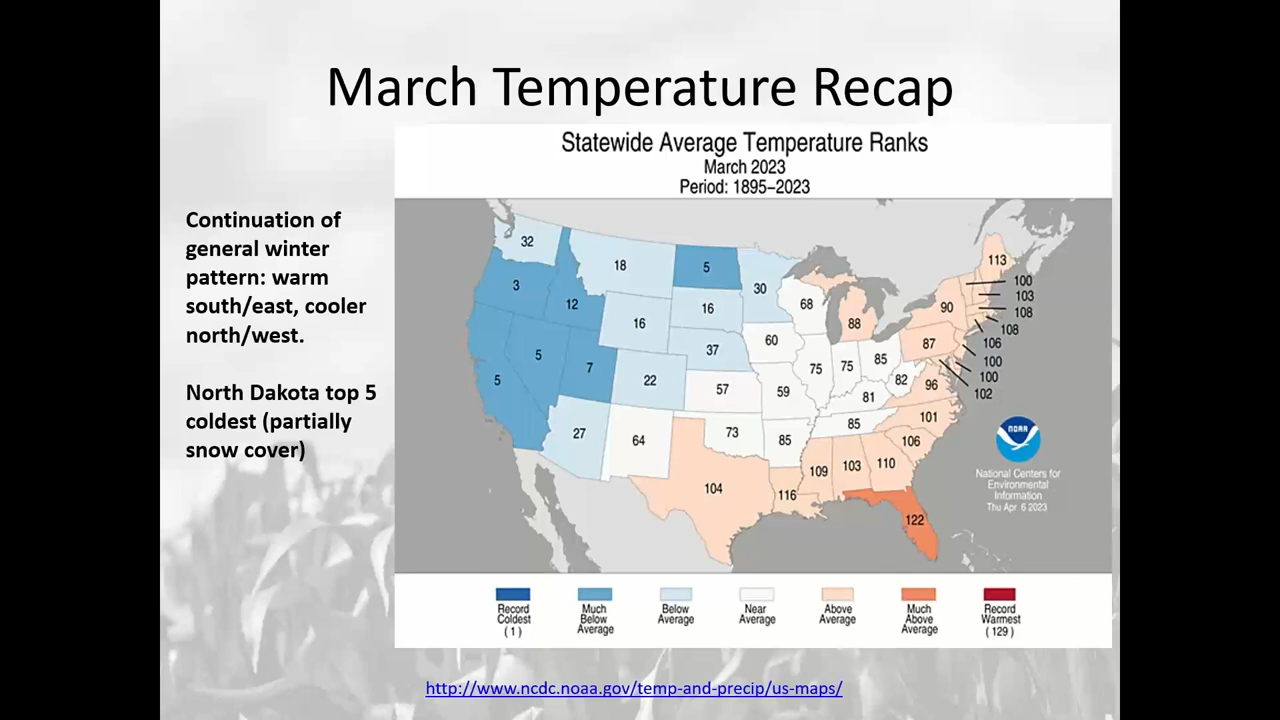 March Temperature Recap
Statewide Average Temperature Ranks
March 2023
Period: 1895–2023
Continuation of
general winter
pattern: warm
south/east, cooler
north/west.
North Dakota top 5
coldest (partially
snow cover)
32
18
5
30
3
12
16
16
68
88
113
100
103
108
108
106
100
100
102
90
87
37
60
5
5
7
22
57
59
75
75
85
82
96
81
101
27
64
73
85
85
106
104
116
109
103
110
122
NOAA
National Centers for
Environmental
Information
Thu Apr 6 2023
Record
Coldest
(1)
Much
Below
Average
Below
Average
Near
Average
Above
Average
Much
Above
Average
Record
Warmest
(129)
http://www.ncdc.noaa.gov/temp-and-precip/us-maps/